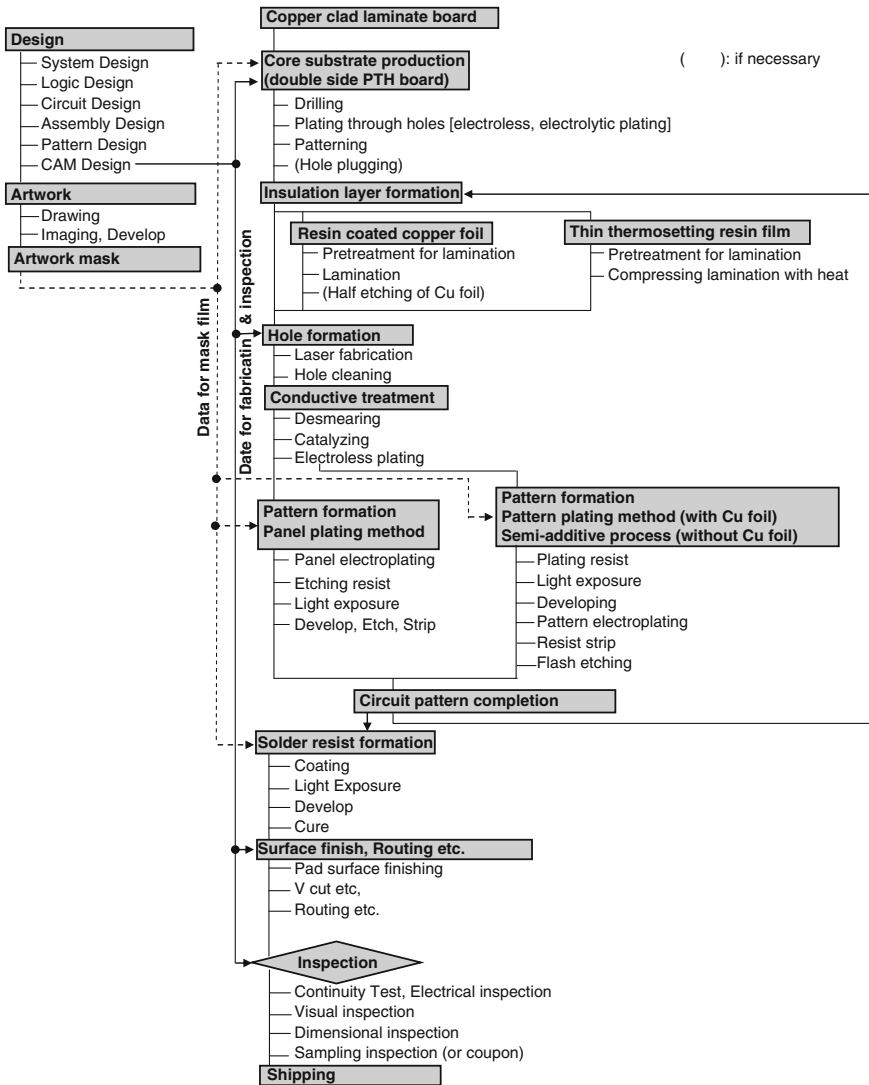 Copper clad laminate board
Design
System Design
Logic Design
Circuit Design
Assembly Design
Pattern Design
CAM Design
Artwork
Drawing
Imaging, Develop
Artwork mask
Data for mask film
Date for fabricatin & inspection
Core substrate production
(double side PTH board)
( ): if necessary
Drilling
Plating through holes [electroless, electrolytic plating]
Patterning
(Hole plugging)
Insulation layer formation
Resin coated copper foil
Pretreatment for lamination
Lamination
(Half etching of Cu foil)
Thin thermosetting resin film
Pretreatment for lamination
Compressing lamination with heat
Hole formation
Laser fabrication
Hole cleaning
Conductive treatment
Desmearing
Catalyzing
Electroless plating
Pattern formation
Panel plating method
Panel electroplating
Etching resist
Light exposure
Develop, Etch, Strip
Pattern formation
Pattern plating method (with Cu foil)
Semi-additive process (without Cu foil)
Plating resist
Light exposure
Developing
Pattern electroplating
Resist strip
Flash etching
Circuit pattern completion
Solder resist formation
Coating
Light Exposure
Develop
Cure
Surface finish, Routing etc.
Pad surface finishing
V cut etc,
Routing etc.
Inspection
Continuity Test, Electrical inspection
Visual inspection
Dimensional inspection
Sampling inspection (or coupon)
Shipping